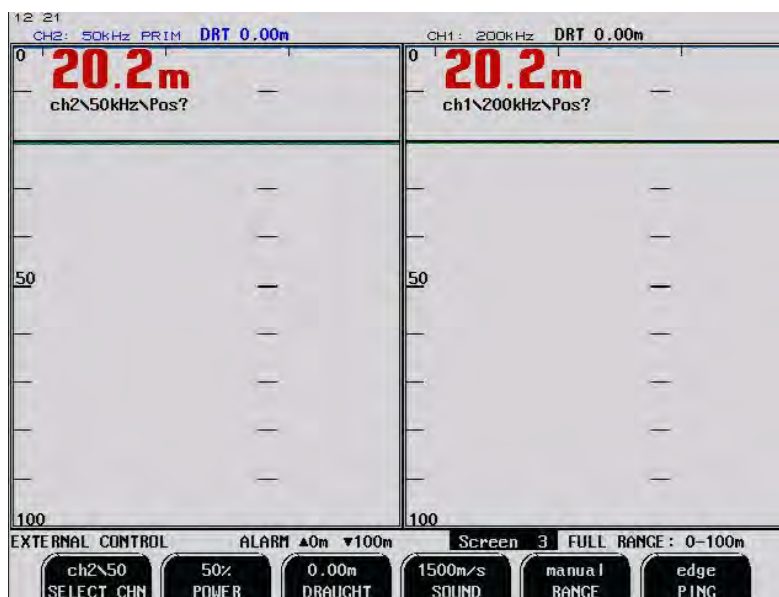 12 21
CH2: 50kHz PRIM DRT 0.00m
CH1: 200kHz DRT 0.00m
0
20.2m
ch2\50kHz\Pos?
50
100
0
20.2m
ch1\200kHz\Pos?
50
100
EXTERNAL CONTROL ALARM ▲0m ▼100m Screen 3 FULL RANGE: 0-100m
ch2\50 50% 0.00m 1500m/s manual edge
SELECT CHN POWER DRAUGHT SOUND RANGE PING